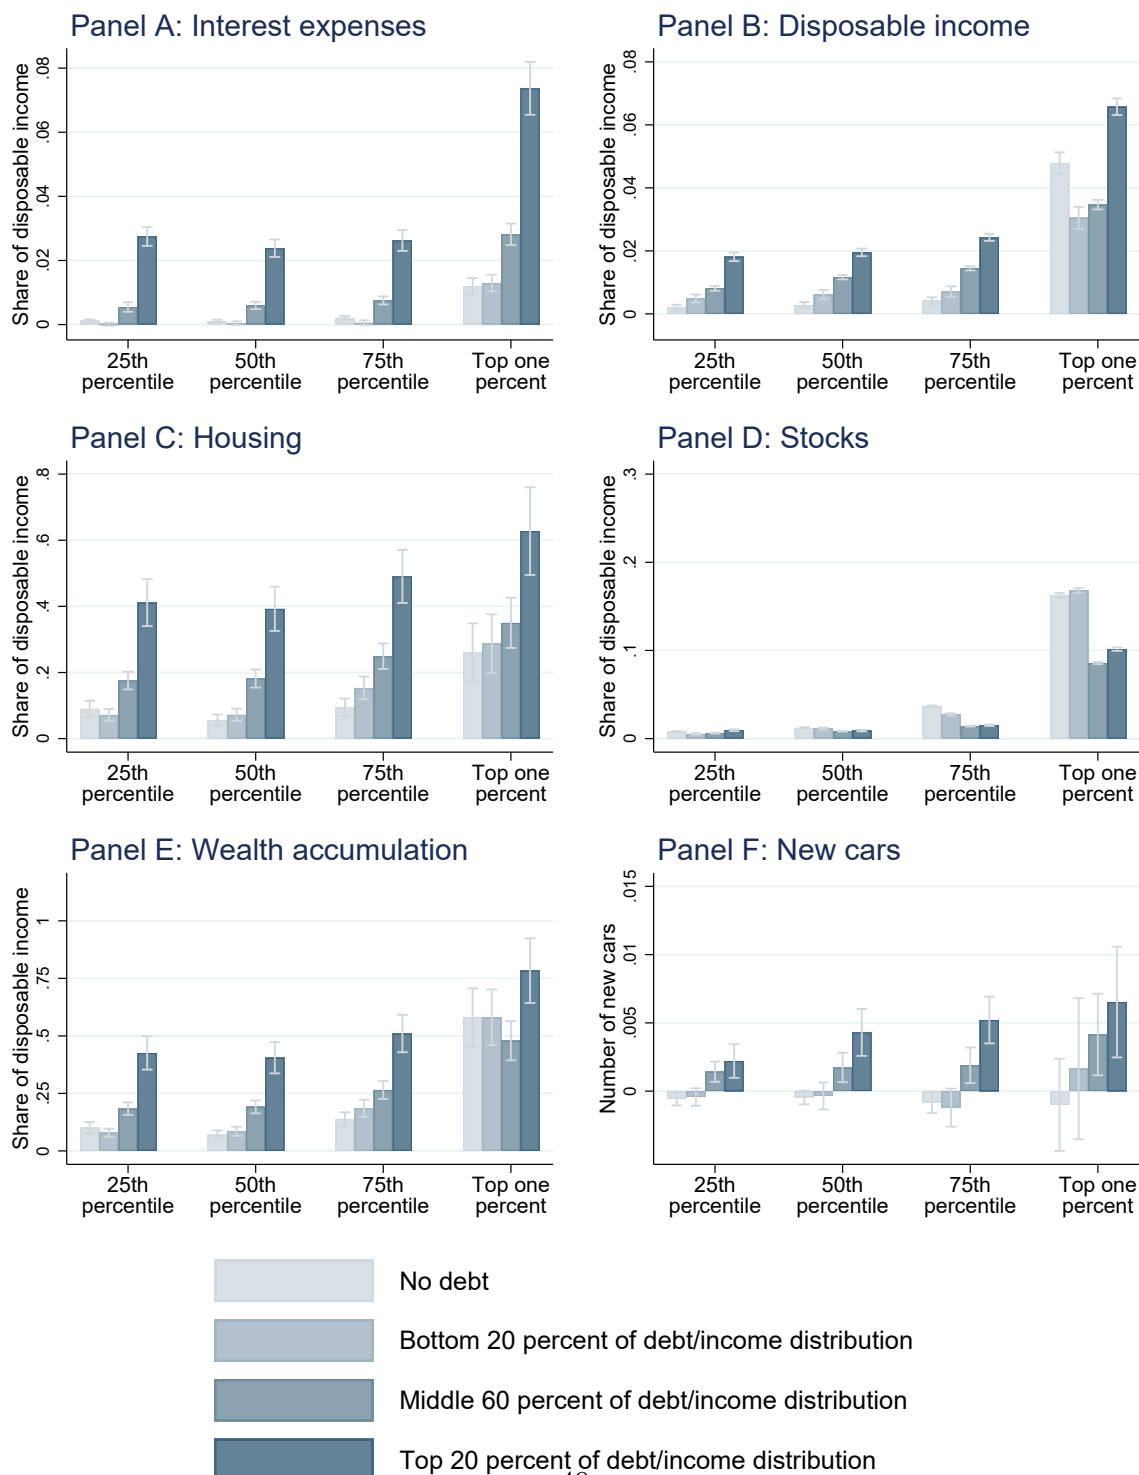 Panel A: Interest expenses
Share of disposable income
.08
.06
.04
.02
0
25th percentile
50th percentile
75th percentile
Top one percent
Panel B: Disposable income
Share of disposable income
.08
.06
.04
.02
0
25th percentile
50th percentile
75th percentile
Top one percent
Panel C: Housing
Share of disposable income
.8
.6
.4
.2
0
25th percentile
50th percentile
75th percentile
Top one percent
Panel D: Stocks
Share of disposable income
.3
.2
.1
0
25th percentile
50th percentile
75th percentile
Top one percent
Panel E: Wealth accumulation
Share of disposable income
1
.75
.5
.25
0
25th percentile
50th percentile
75th percentile
Top one percent
Panel F: New cars
Number of new cars
.015
.01
.005
0
25th percentile
50th percentile
75th percentile
Top one percent
No debt
Bottom 20 percent of debt/income distribution
Middle 60 percent of debt/income distribution
Top 20 percent of debt/income distribution